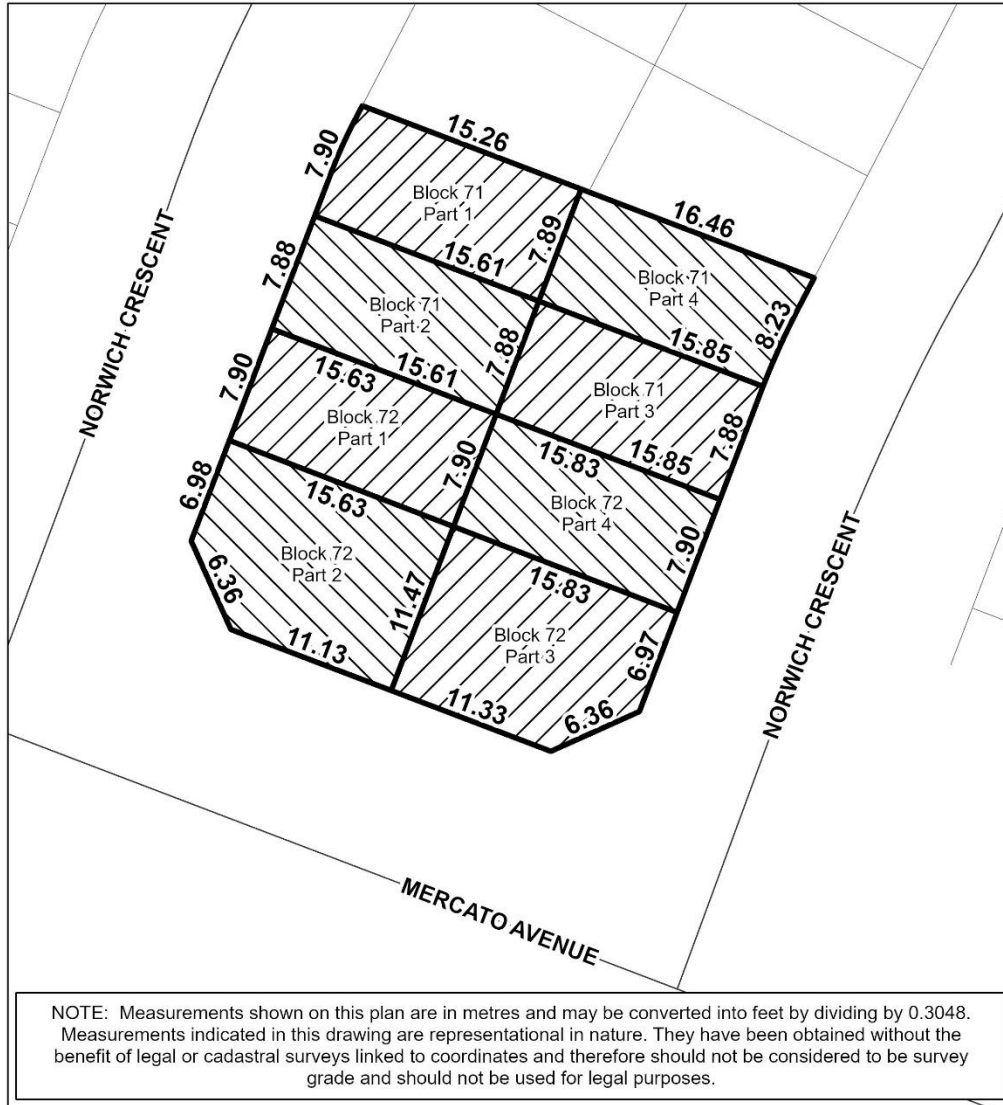 15.26
7.90
16.46
Block 71
Part 1
7.89
15.61
7.88
Block 71
Part 4
8.23
Block 71
Part 2
15.85
7.88
15.61
15.63
7.90
Block 71
Part 3
7.88
15.85
Block 72
Part 1
15.83
7.90
6.98
15.63
Block 72
Part 4
7.90
Block 72
Part 2
15.83
6.36
11.47
Block 72
Part 3
6.97
11.13
11.33
6.36
NORWICH CRESCENT
NORWICH CRESCENT
MERCATO AVENUE
NOTE: Measurements shown on this plan are in metres and may be converted into feet by dividing by 0.3048.
Measurements indicated in this drawing are representational in nature. They have been obtained without the
benefit of legal or cadastral surveys linked to coordinates and therefore should not be considered to be survey
grade and should not be used for legal purposes.